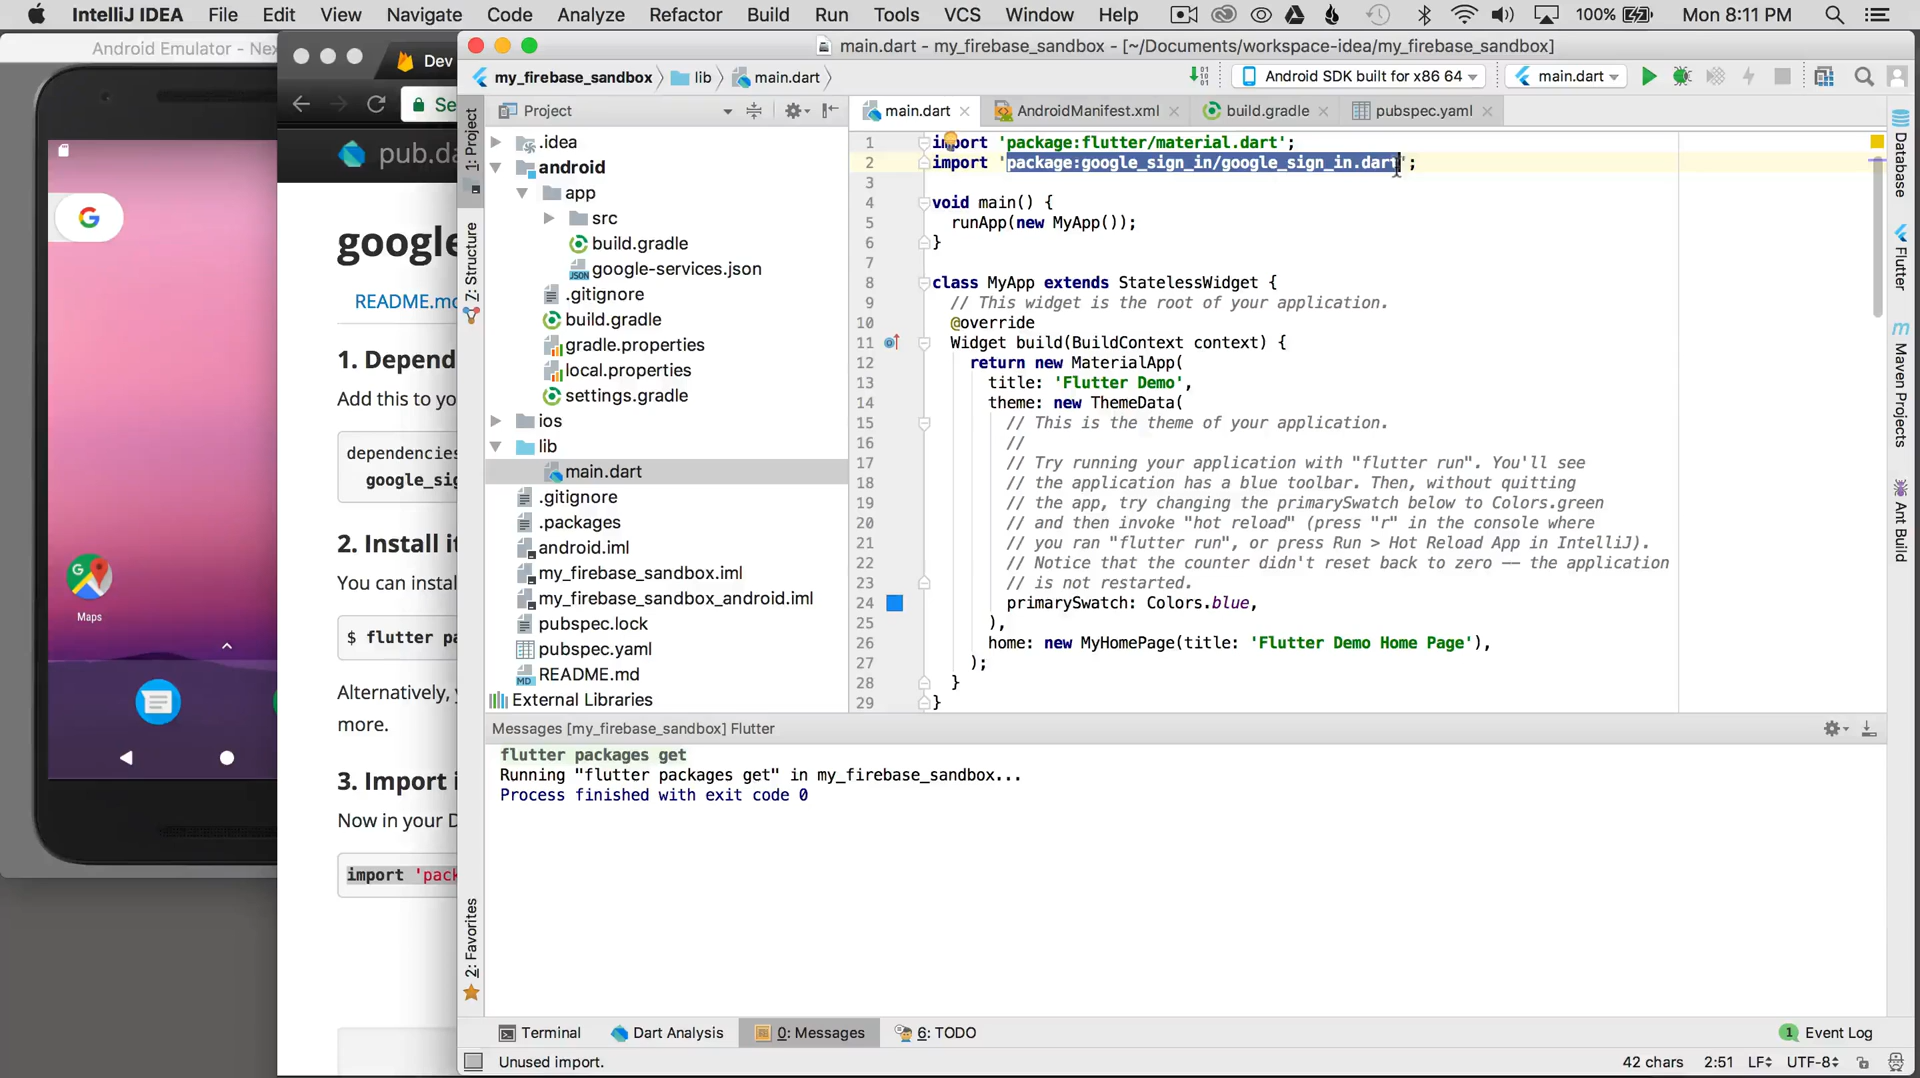 IntelliJ IDEA File Edit View Navigate Code Analyze Refactor Build Run Tools VCS Window Help 100% Mon 8:11 PM
Android Emulator - Ne
Dev
main.dart - my_firebase_sandbox - [~/Documents/workspace-idea/my_firebase_sandbox]
my_firebase_sandbox lib main.dart
Android SDK built for x86 64 main.dart
Se
pub.d
google
README.m
1. Depend
Add this to yo
dependencies
google_sig
2. Install i
You can instal
$ flutter pa
Alternatively,
more.
3. Import i
Now in your D
import 'pack
Maps
1: Project
7: Structure
2: Favorites
Project
.idea
android
app
src
build.gradle
google-services.json
JSON
.gitignore
build.gradle
gradle.properties
local.properties
settings.gradle
ios
lib
main.dart
.gitignore
.packages
android.iml
my_firebase_sandbox.iml
my_firebase_sandbox_android.iml
pubspec.lock
pubspec.yaml
README.md
MD
External Libraries
main.dart AndroidManifest.xml build.gradle pubspec.yaml
1 import 'package:flutter/material.dart';
2 import 'package:google_sign_in/google_sign_in.dart';
3
4 void main() {
5 runApp(new MyApp());
6 }
7
8 class MyApp extends StatelessWidget {
9 // This widget is the root of your application.
10 @override
11 Widget build(BuildContext context) {
12 return new MaterialApp(
13 title: 'Flutter Demo',
14 theme: new ThemeData(
15 // This is the theme of your application.
16 //
17 // Try running your application with "flutter run". You'll see
18 // the application has a blue toolbar. Then, without quitting
19 // the app, try changing the primarySwatch below to Colors.green
20 // and then invoke "hot reload" (press "r" in the console where
21 // you ran "flutter run", or press Run > Hot Reload App in IntelliJ).
22 // Notice that the counter didn't reset back to zero -- the application
23 // is not restarted.
24 primarySwatch: Colors.blue,
25 ),
26 home: new MyHomePage(title: 'Flutter Demo Home Page'),
27 );
28 }
29 }
Database
Flutter
Maven Projects
Ant Build
Messages [my_firebase_sandbox] Flutter
flutter packages get
Running "flutter packages get" in my_firebase_sandbox...
Process finished with exit code 0
Terminal Dart Analysis 0: Messages 6: TODO 1 Event Log
Unused import. 42 chars 2:51 LF UTF-8